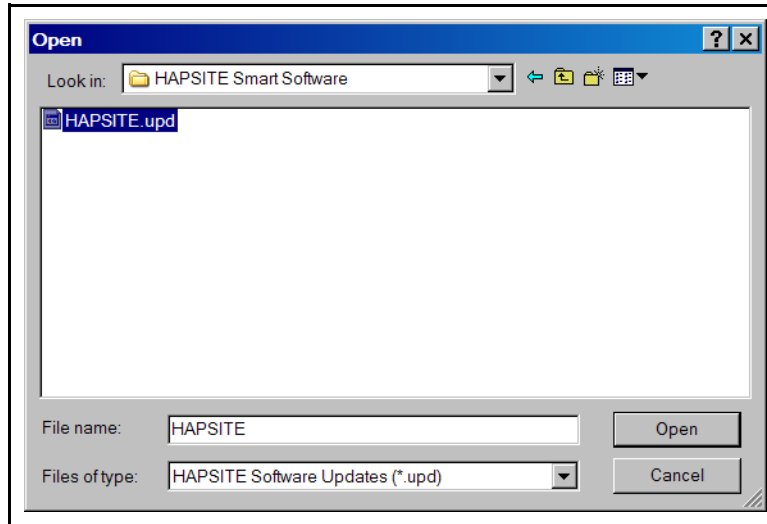 Open
Look in: HAPSITE Smart Software
HAPSITE.upd
File name: HAPSITE Open
Files of type: HAPSITE Software Updates (*.upd) Cancel